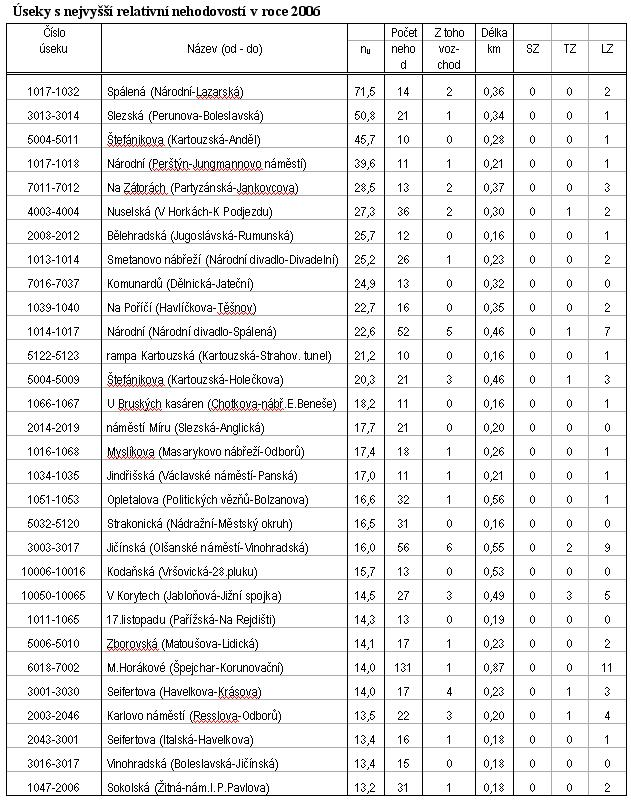 Úseky s nejvyšší relativní nehodovostí v roce 2006
Číslo úseku Název (od - do) nᵤ Počet neho d Z toho voz- chod Délka km SZ TZ LZ
1017-1032 Spálená (Národní-Lazarská) 71,5 14 2 0,36 0 0 2
3013-3014 Slezská (Perunova-Boleslavská) 50,8 21 1 0,34 0 0 1
5004-5011 Štefánikova (Kartouzská-Anděl) 45,7 10 0 0,28 0 0 1
1017-1018 Národní (Perštýn-Jungmannovo náměstí) 39,6 11 1 0,21 0 0 1
7011-7012 Na Zátorách (Partyzánská-Jankovcova) 28,5 13 2 0,37 0 0 3
4003-4004 Nuselská (V Horkách-K Podjezdu) 27,3 36 2 0,30 0 1 2
2008-2012 Bělehradská (Jugoslávská-Rumunská) 25,7 12 0 0,16 0 0 1
1013-1014 Smetanovo nábřeží (Národní divadlo-Divadelní) 25,2 26 1 0,23 0 0 2
7016-7037 Komunardů (Dělnická-Jateční) 24,9 13 0 0,32 0 0 0
1039-1040 Na Poříčí (Havlíčkova-Těšnov) 22,7 16 0 0,35 0 0 2
1014-1017 Národní (Národní divadlo-Spálená) 22,6 52 5 0,46 0 1 7
5122-5123 rampa Kartouzská (Kartouzská-Strahov. tunel) 21,2 10 0 0,16 0 0 1
5004-5009 Štefánikova (Kartouzská-Holečkova) 20,3 21 3 0,46 0 1 3
1066-1067 U Bruských kasáren (Chotkova-nábř.E.Beneše) 18,2 11 0 0,16 0 0 1
2014-2019 náměstí Míru (Slezská-Anglická) 17,7 21 0 0,20 0 0 0
1016-1068 Myslíkova (Masarykovo nábřeží-Odborů) 17,4 18 1 0,26 0 0 1
1034-1035 Jindřišská (Václavské náměstí-Panská) 17,0 11 1 0,21 0 0 1
1051-1053 Opletalova (Politických vězňů-Bolzanova) 16,6 32 1 0,56 0 0 1
5032-5120 Strakonická (Nádražní-Městský okruh) 16,5 31 0 0,16 0 0 0
3003-3017 Jičínská (Olšanské náměstí-Vinohradská) 16,0 56 6 0,55 0 2 9
10006-10016 Kodaňská (Vršovická-28.pluku) 15,7 13 0 0,53 0 0 0
10050-10065 V Korytech (Jabloňová-Jižní spojka) 14,5 27 3 0,49 0 3 5
1011-1065 17.listopadu (Pařížská-Na Rejdišti) 14,3 13 0 0,19 0 0 0
5006-5010 Zborovská (Matoušova-Lidická) 14,1 17 1 0,23 0 0 2
6018-7002 M.Horákové (Špejchar-Korunovační) 14,0 131 1 0,87 0 0 11
3001-3030 Seifertova (Havelkova-Krásova) 14,0 17 4 0,23 0 1 3
2003-2046 Karlovo náměstí (Resslova-Odborů) 13,5 22 3 0,20 0 1 4
2043-3001 Seifertova (Italská-Havelkova) 13,4 16 1 0,18 0 0 1
3016-3017 Vinohradská (Boleslavská-Jičínská) 13,4 15 0 0,18 0 0 0
1047-2006 Sokolská (Žitná-nám.I.P.Pavlova) 13,2 31 1 0,18 0 0 2